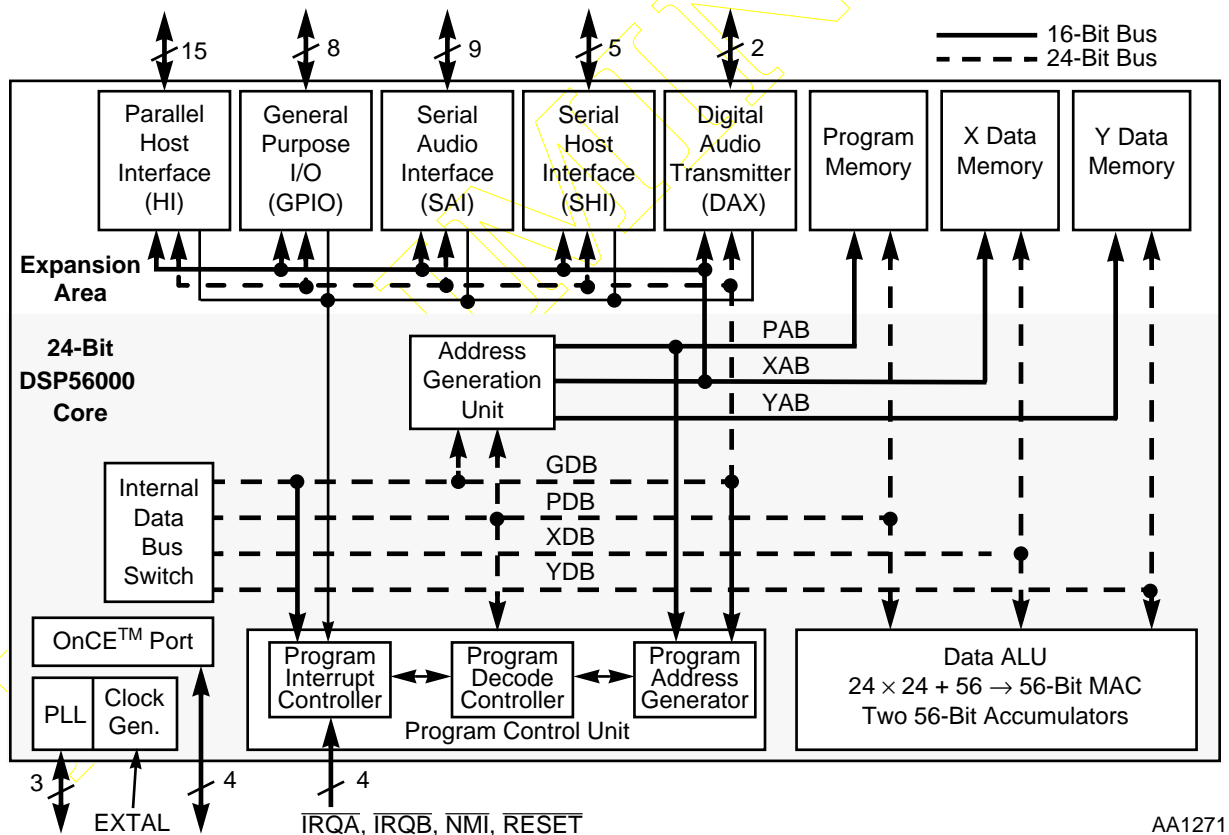 15
8
9
5
2
16-Bit Bus
24-Bit Bus
Parallel
Host
Interface
(HI)
General
Purpose
I/O
(GPIO)
Serial
Audio
Interface
(SAI)
Serial
Host
Interface
(SHI)
Digital
Audio
Transmitter
(DAX)
Program
Memory
X Data
Memory
Y Data
Memory
Expansion
Area
24-Bit
DSP56000
Core
Address
Generation
Unit
PAB
XAB
YAB
Internal
Data
Bus
Switch
GDB
PDB
XDB
YDB
OnCE™ Port
PLL
Clock
Gen.
Program
Interrupt
Controller
Program
Decode
Controller
Program
Address
Generator
Program Control Unit
Data ALU
24 × 24 + 56 → 56-Bit MAC
Two 56-Bit Accumulators
3
4
4
EXTAL
IRQA, IRQB, NMI, RESET
AA1271